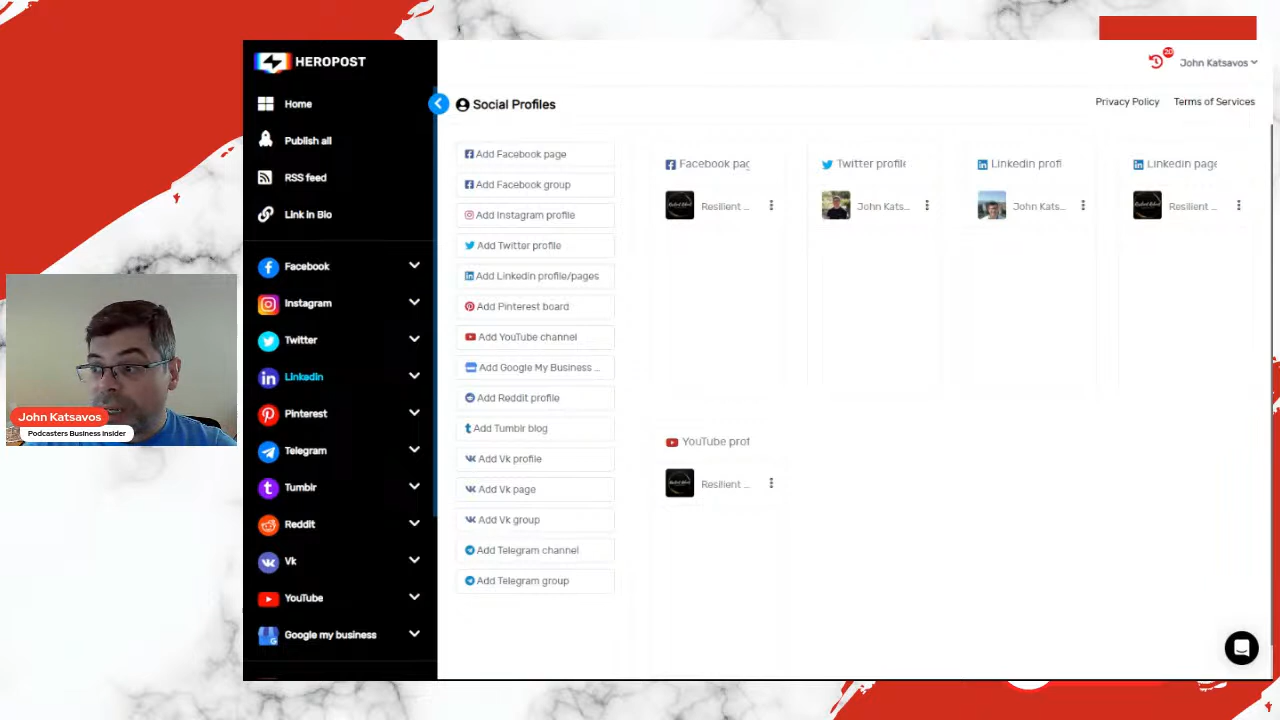 HEROPOST
20
John Katsavos
Home
Publish all
RSS feed
Link in Bio
Facebook
Instagram
Twitter
Linkedin
Pinterest
Telegram
Tumblr
Reddit
Vk
YouTube
Google my business
Social Profiles
Privacy Policy
Terms of Services
Add Facebook page
Add Facebook group
Add Instagram profile
Add Twitter profile
Add Linkedin profile/pages
Add Pinterest board
Add YouTube channel
Add Google My Business ...
Add Reddit profile
Add Tumblr blog
Add Vk profile
Add Vk page
Add Vk group
Add Telegram channel
Add Telegram group
Facebook pag
Resilient ...
Twitter profile
John Kats...
Linkedin profi
John Kats...
Linkedin page
Resilient ...
YouTube prof
Resilient ...
John Katsavos
Podcasters Business Insider